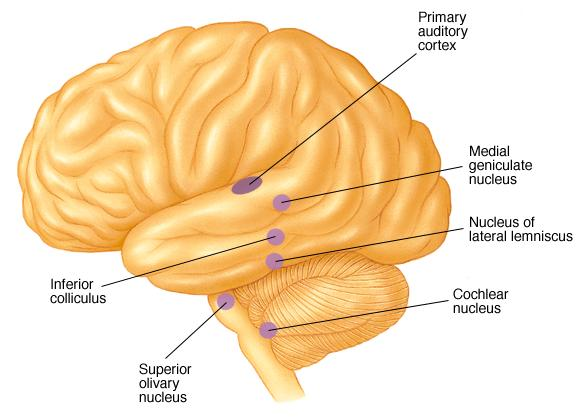 Primary
auditory
cortex
Medial
geniculate
nucleus
Nucleus of
lateral lemniscus
Inferior
colliculus
Cochlear
nucleus
Superior
olivary
nucleus